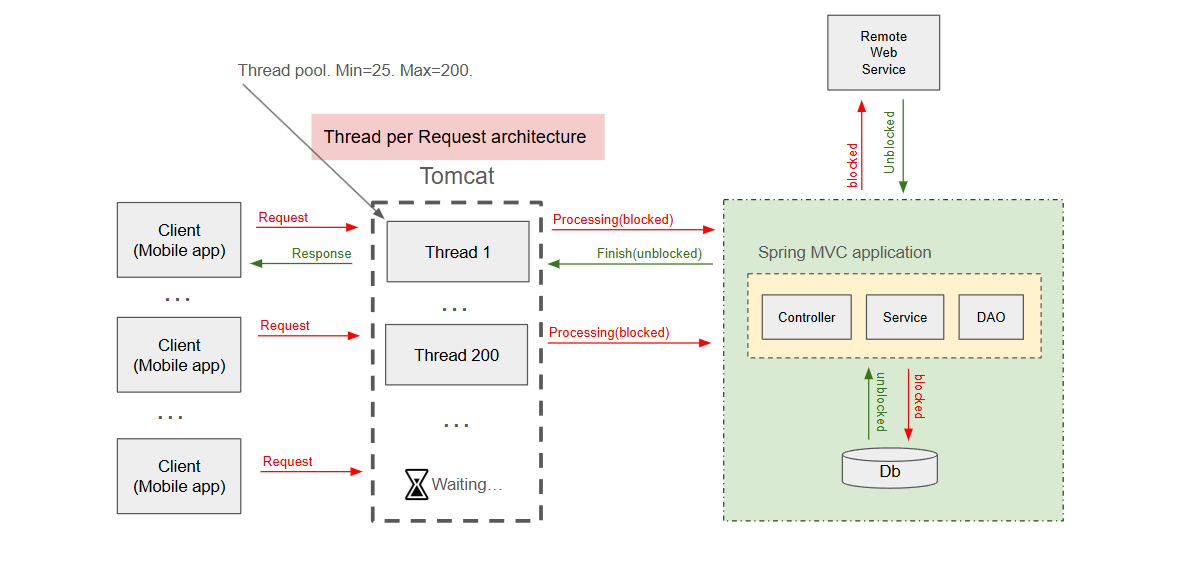 Remote
Web
Service
Thread pool. Min=25. Max=200.
Thread per Request architecture
blocked
Unblocked
Tomcat
Client
(Mobile app)
Request
Response
Thread 1
Processing(blocked)
Finish(unblocked)
Spring MVC application
Controller
Service
DAO
...
...
Client
(Mobile app)
Request
Thread 200
Processing(blocked)
unblocked
blocked
...
...
Client
(Mobile app)
Request
Waiting...
Db